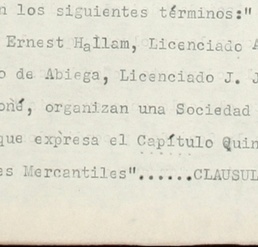 n los siguientes términos:"
Ernest Hallam, Licenciado A
o de Abiega, Licenciado J. J
oné, organizan una Sociedad
que expresa el Capítulo Quin
es Mercantiles"......CLAUSUL